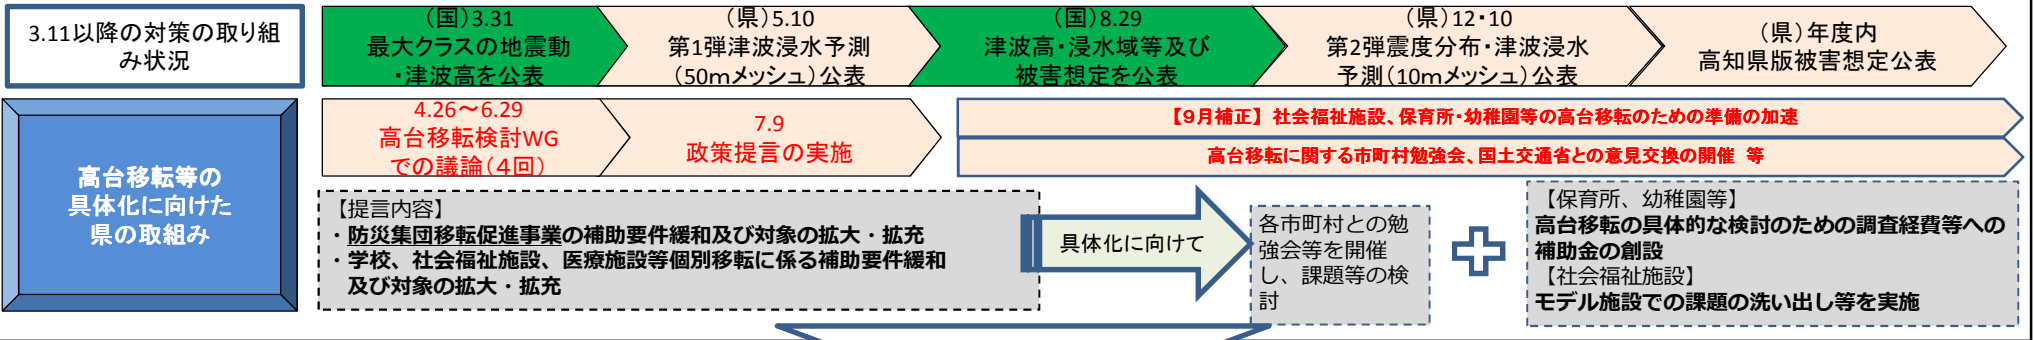 3.11以降の対策の取り組
み状況
(国)3.31
最大クラスの地震動
・津波高を公表
(県)5.10
第1弾津波浸水予測
(50mメッシュ)公表
(国)8.29
津波高・浸水域等及び
被害想定を公表
(県)12・10
第2弾震度分布・津波浸水
予測(10mメッシュ)公表
(県)年度内
高知県版被害想定公表
高台移転等の
具体化に向けた
県の取組み
4.26～6.29
高台移転検討WG
での議論(4回)
7.9
政策提言の実施
【9月補正】 社会福祉施設、保育所・幼稚園等の高台移転のための準備の加速
高台移転に関する市町村勉強会、国土交通省との意見交換の開催 等
【提言内容】
・防災集団移転促進事業の補助要件緩和及び対象の拡大・拡充
・学校、社会福祉施設、医療施設等個別移転に係る補助要件緩和
及び対象の拡大・拡充
具体化に向けて
各市町村との勉
強会等を開催
し、課題等の検
討
【保育所、幼稚園等】
高台移転の具体的な検討のための調査経費等への
補助金の創設
【社会福祉施設】
モデル施設での課題の洗い出し等を実施